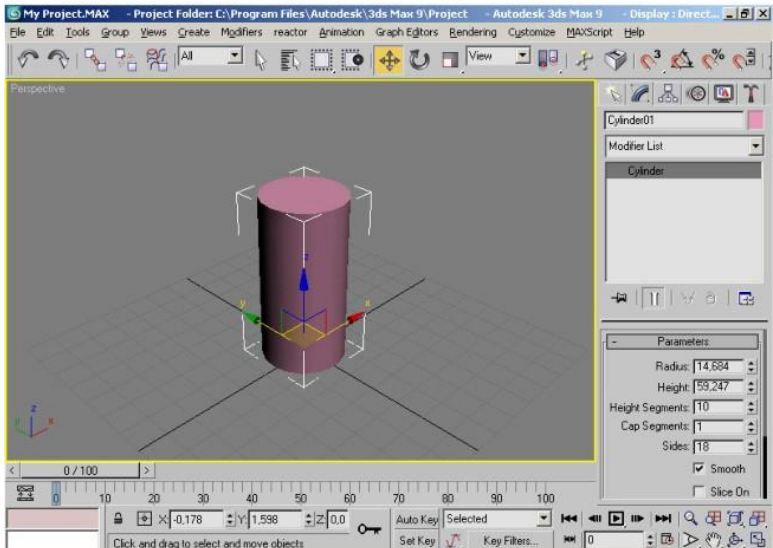 My Project.MAX - Project Folder: C:\Program Files\Autodesk\3ds Max 9\Project - Autodesk 3ds Max 9 - Display : Direct...
File Edit Tools Group Views Create Modifiers reactor Animation Graph Editors Rendering Customize MAXScript Help
All View
Perspective
Cylinder01
Modifier List
Cylinder
z
y x
- Parameters
Radius: 14,684
Height: 59,247
Height Segments: 10
Cap Segments: 1
Sides: 18
Smooth
Slice On
z
y x
< 0 / 100 >
0 10 20 30 40 50 60 70 80 90 100
X: -0,178 Y: 1,598 Z: 0,0 Auto Key Selected
Click and drag to select and move objects Set Key Key Filters... 0